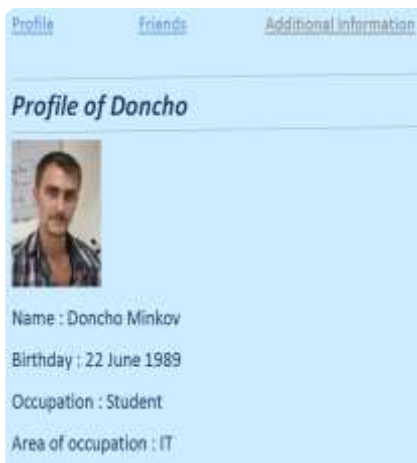 Profile Friends Additional Information
Profile of Doncho
Name : Doncho Minkov
Birthday : 22 June 1989
Occupation : Student
Area of occupation : IT